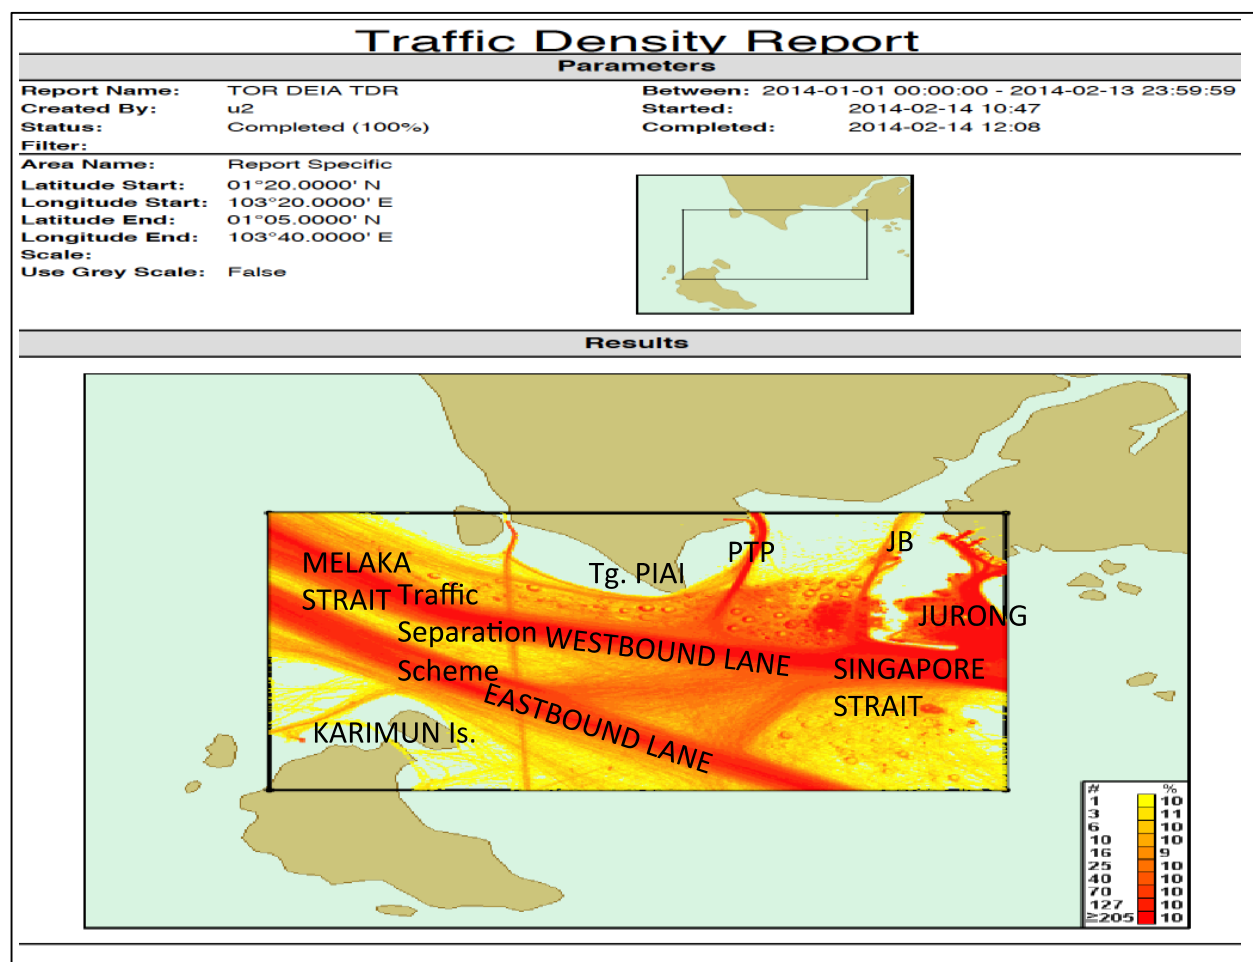 Traffic Density Report
Parameters
Report Name: TOR DEIA TDR
Created By: u2
Status: Completed (100%)
Filter:
Between: 2014-01-01 00:00:00 - 2014-02-13 23:59:59
Started: 2014-02-14 10:47
Completed: 2014-02-14 12:08
Area Name: Report Specific
Latitude Start: 01°20.0000' N
Longitude Start: 103°20.0000' E
Latitude End: 01°05.0000' N
Longitude End: 103°40.0000' E
Scale:
Use Grey Scale: False
Results
MELAKA
STRAIT
Traffic
Separation
Scheme
Tg. PIAI
PTP
JB
JURONG
WESTBOUND LANE
SINGAPORE
STRAIT
EASTBOUND LANE
KARIMUN Is.
# %
1 10
3 11
6 10
10 10
16 9
25 10
40 10
70 10
127 10
≥205 10